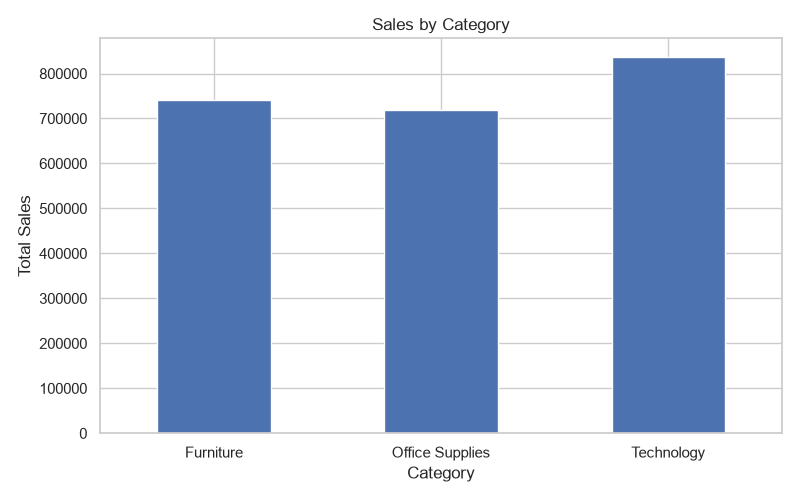 Sales by Category
Total Sales
800000
700000
600000
500000
400000
300000
200000
100000
0
Furniture Office Supplies Technology
Category